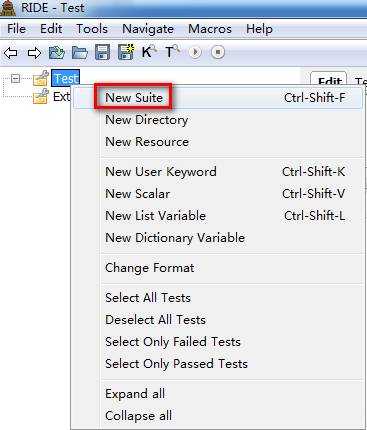 RIDE - Test
File Edit Tools Navigate Macros Help
Test
Ext
Edit Te
New Suite Ctrl-Shift-F
New Directory
New Resource
New User Keyword Ctrl-Shift-K
New Scalar Ctrl-Shift-V
New List Variable Ctrl-Shift-L
New Dictionary Variable
Change Format
Select All Tests
Deselect All Tests
Select Only Failed Tests
Select Only Passed Tests
Expand all
Collapse all